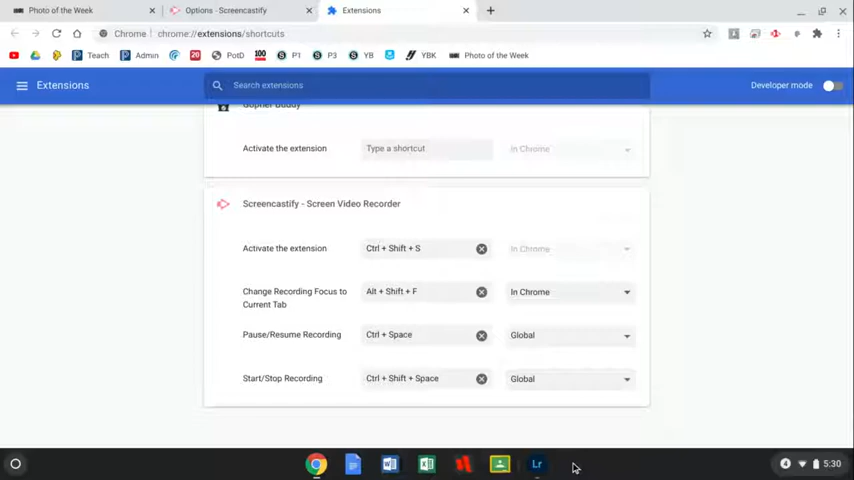 Photo of the Week
Options - Screencastify
Extensions
Chrome
chrome://extensions/shortcuts
Teach
Admin
20
PotD
100
P1
P3
YB
YBK
Photo of the Week
Extensions
Search extensions
Developer mode
Gopher Buddy
Activate the extension
Type a shortcut
In Chrome
Screencastify - Screen Video Recorder
Activate the extension
Ctrl + Shift + S
In Chrome
Change Recording Focus to
Current Tab
Alt + Shift + F
In Chrome
Pause/Resume Recording
Ctrl + Space
Global
Start/Stop Recording
Ctrl + Shift + Space
Global
Lr
4
5:30